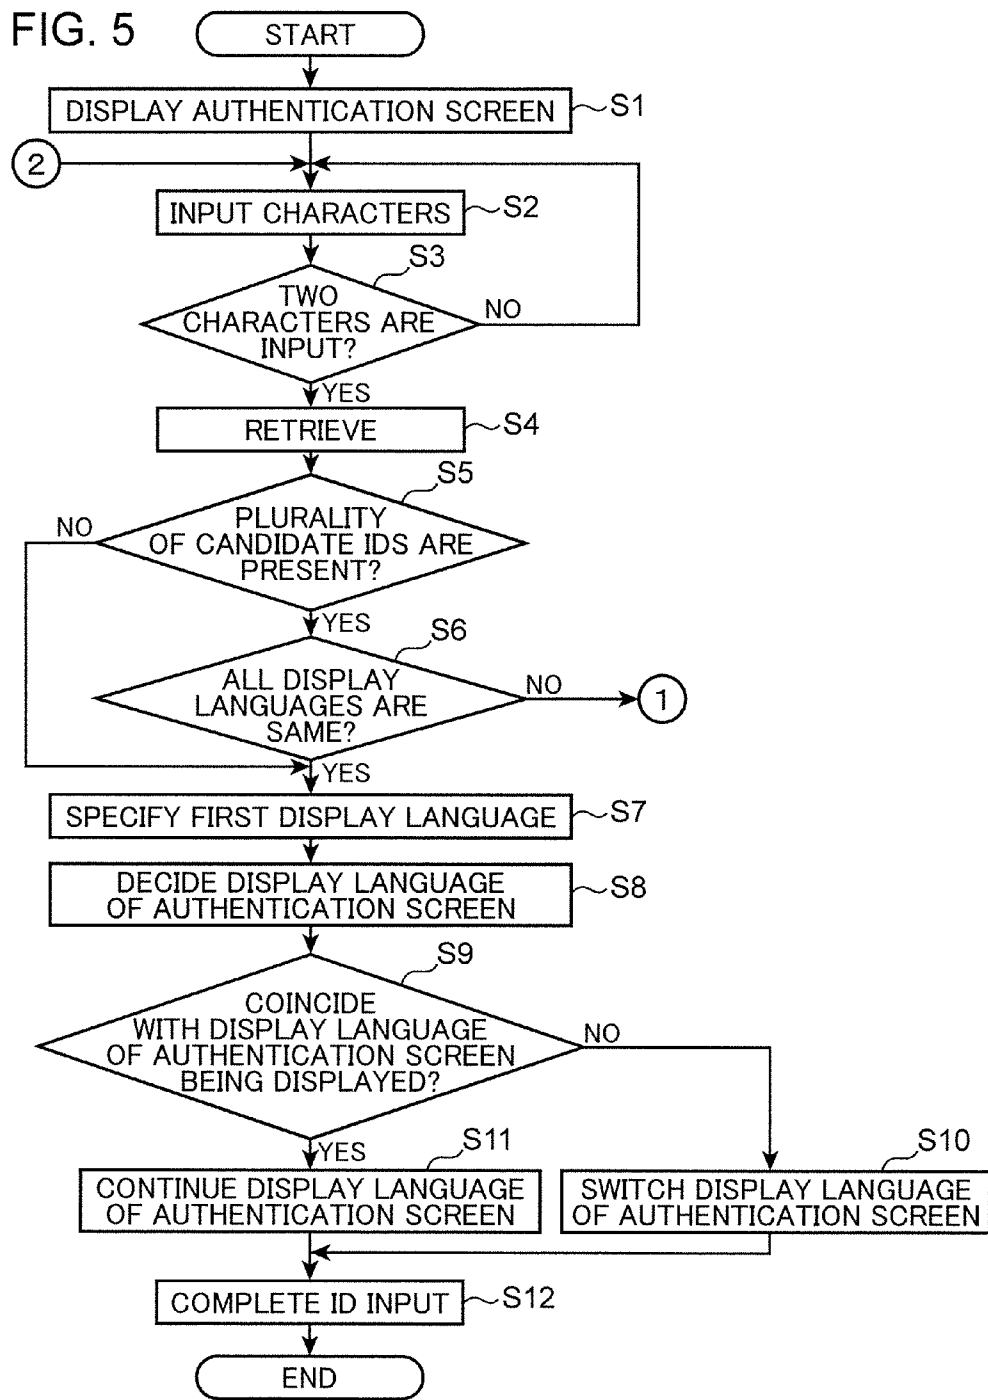 FIG. 5
START
DISPLAY AUTHENTICATION SCREEN
S1
2
INPUT CHARACTERS
S2
S3
TWO
CHARACTERS ARE
INPUT?
NO
YES
RETRIEVE
S4
S5
PLURALITY
OF CANDIDATE IDS ARE
PRESENT?
NO
YES
S6
ALL DISPLAY
LANGUAGES ARE
SAME?
NO
1
YES
SPECIFY FIRST DISPLAY LANGUAGE
S7
DECIDE DISPLAY LANGUAGE
OF AUTHENTICATION SCREEN
S8
S9
COINCIDE
WITH DISPLAY LANGUAGE
OF AUTHENTICATION SCREEN
BEING DISPLAYED?
NO
YES
S11
CONTINUE DISPLAY LANGUAGE
OF AUTHENTICATION SCREEN
S10
SWITCH DISPLAY LANGUAGE
OF AUTHENTICATION SCREEN
COMPLETE ID INPUT
S12
END